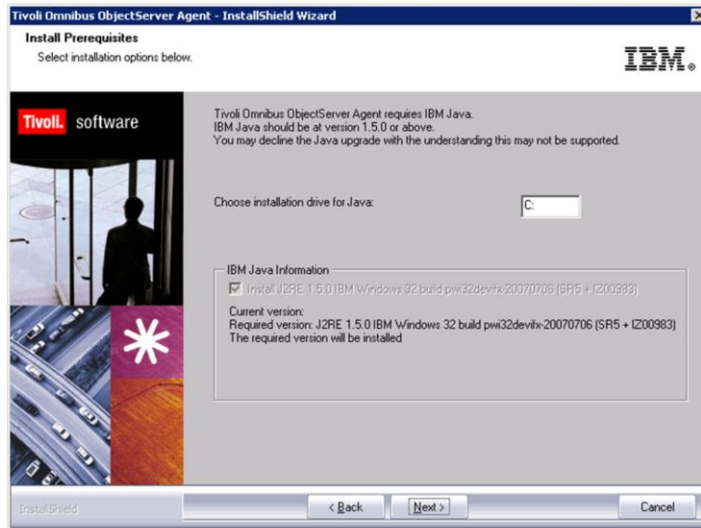 Tivoli Omnibus ObjectServer Agent - InstallShield Wizard
Install Prerequisites
Select installation options below.
IBM®
Tivoli. software
Tivoli Omnibus ObjectServer Agent requires IBM Java.
IBM Java should be at version 1.5.0 or above.
You may decline the Java upgrade with the understanding this may not be supported.
Choose installation drive for Java:
C:
IBM Java Information
Install J2RE 1.5.0 IBM Windows 32 build pwi32devifx-20070706 (SR5 + IZ00983)
Current version:
Required version: J2RE 1.5.0 IBM Windows 32 build pwi32devifx-20070706 (SR5 + IZ00983)
The required version will be installed
InstallShield
< Back
Next >
Cancel